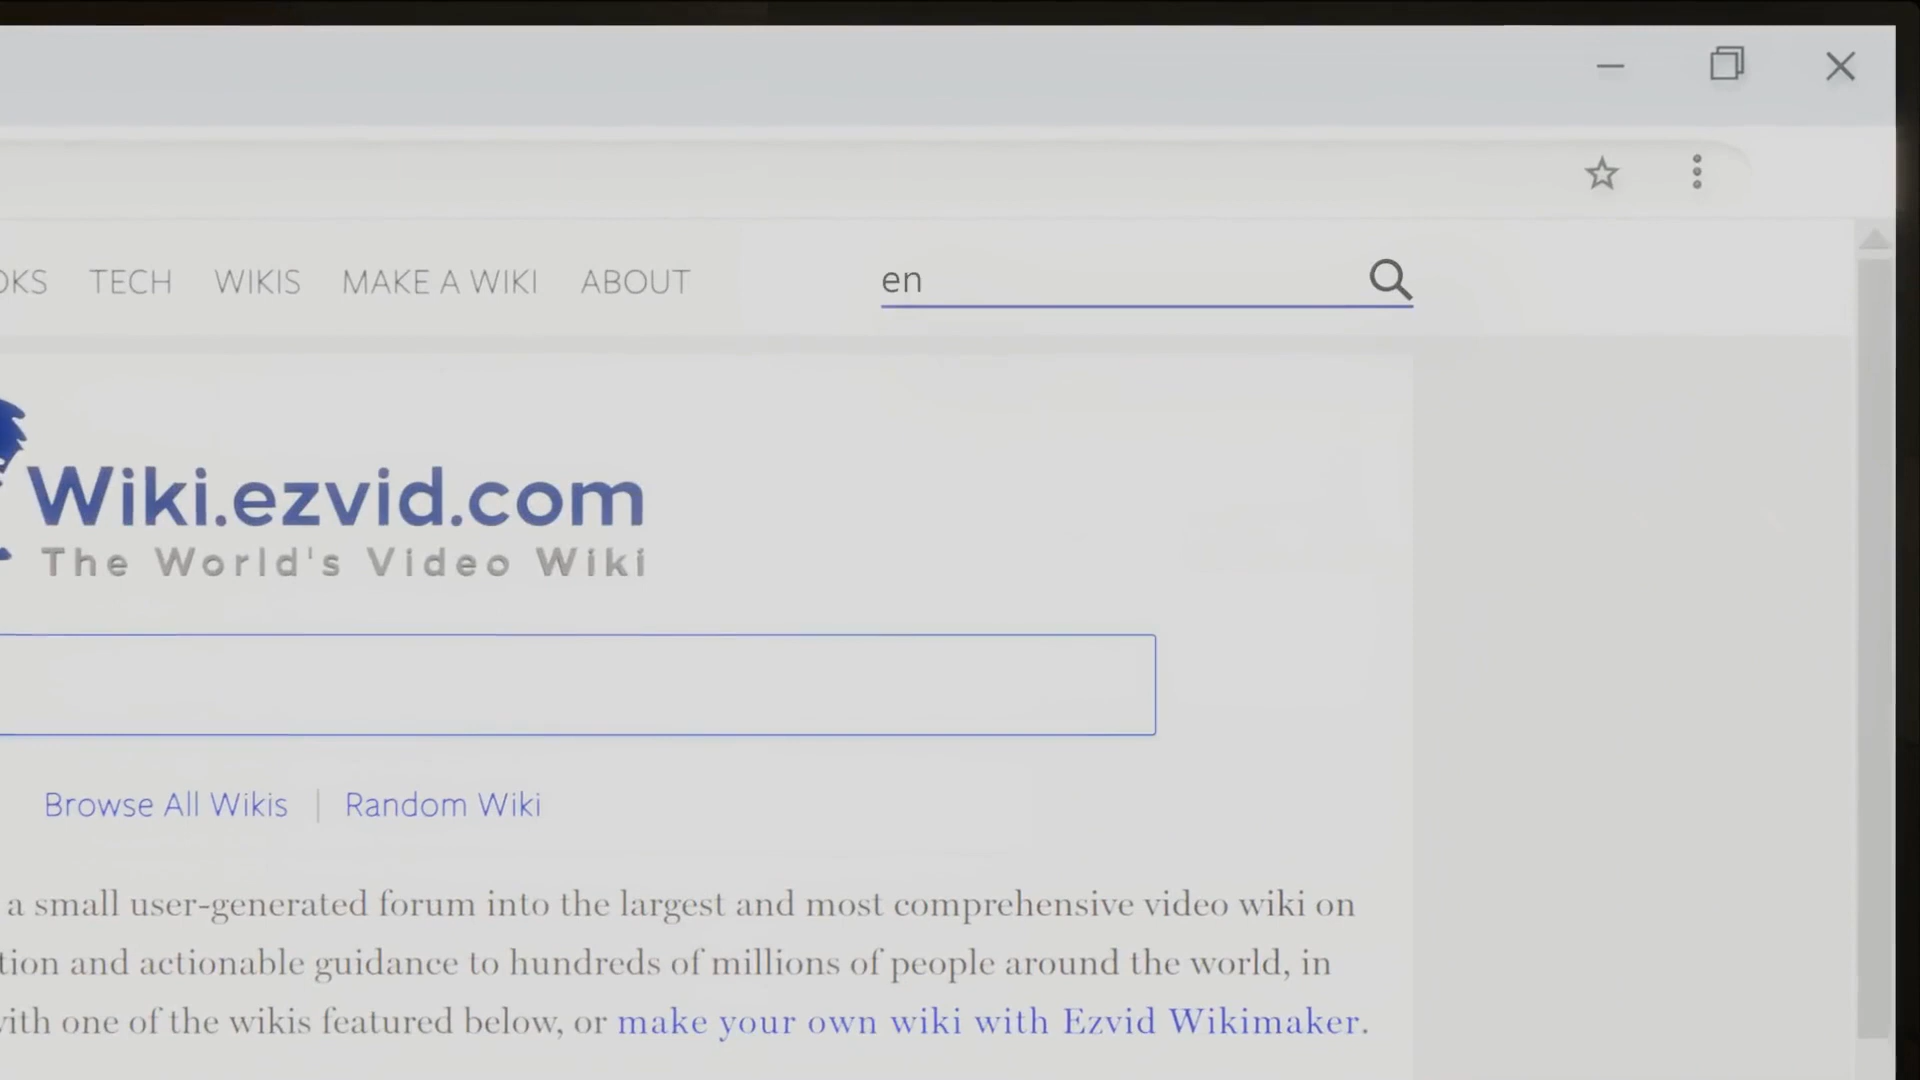 TECH WIKIS MAKE A WIKI ABOUT en
Wiki.ezvid.com
The World's Video Wiki
Browse All Wikis | Random Wiki
a small user-generated forum into the largest and most comprehensive video wiki on
and actionable guidance to hundreds of millions of people around the world, in
one of the wikis featured below, or make your own wiki with Ezvid Wikimaker.